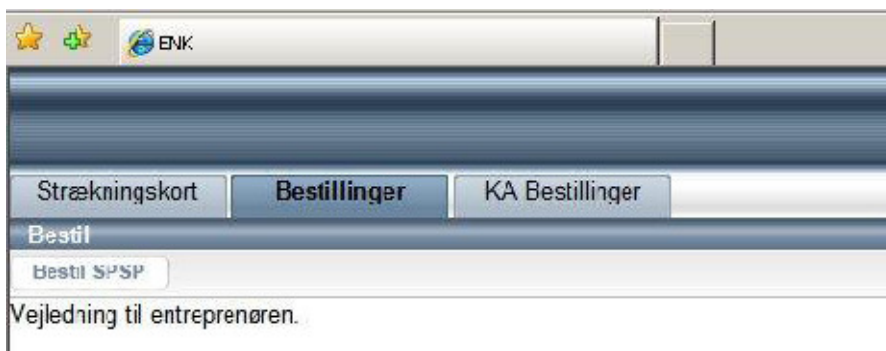 ENK
Strækningskort Bestillinger KA Bestillinger
Bestil
Bestil SPSP
Vejledning til entreprenøren.